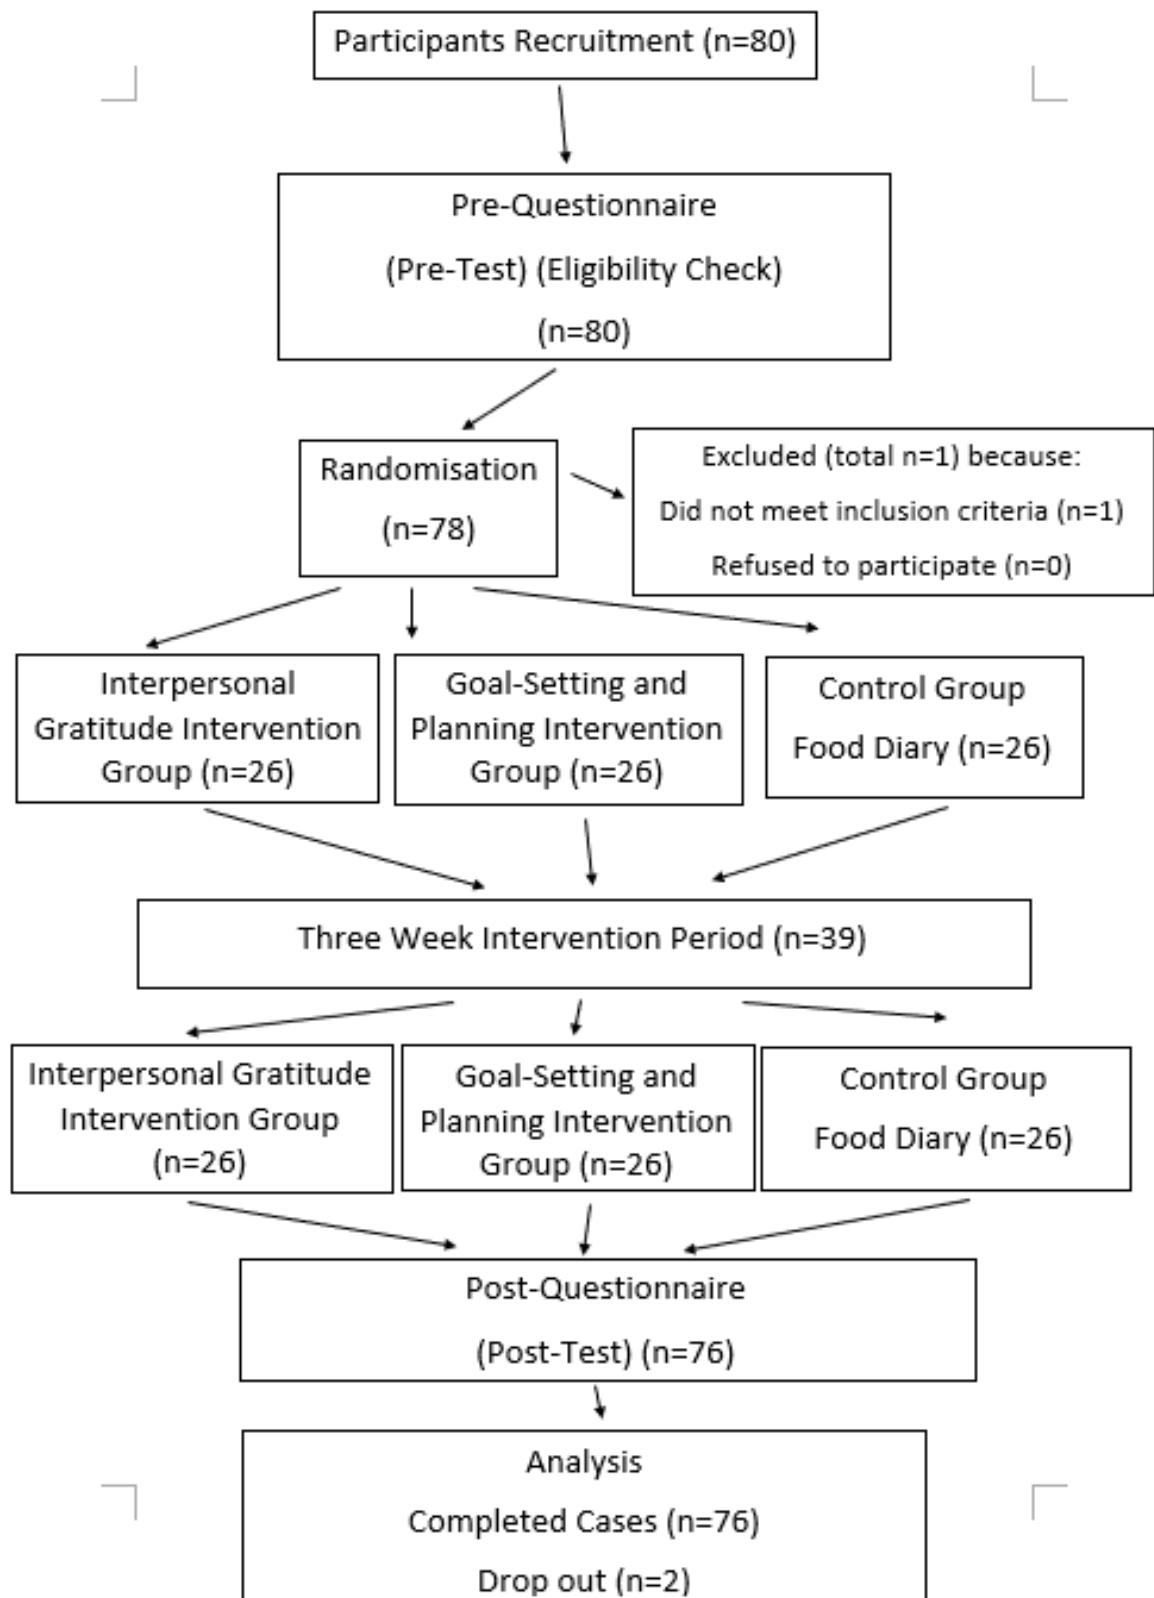 Participants Recruitment (n=80)
Pre-Questionnaire
(Pre-Test) (Eligibility Check)
(n=80)
Randomisation
(n=78)
Excluded (total n=1) because:
Did not meet inclusion criteria (n=1)
Refused to participate (n=0)
Interpersonal
Gratitude Intervention
Group (n=26)
Goal-Setting and
Planning Intervention
Group (n=26)
Control Group
Food Diary (n=26)
Three Week Intervention Period (n=39)
Interpersonal Gratitude
Intervention Group
(n=26)
Goal-Setting and
Planning Intervention
Group (n=26)
Control Group
Food Diary (n=26)
Post-Questionnaire
(Post-Test) (n=76)
Analysis
Completed Cases (n=76)
Drop out (n=2)